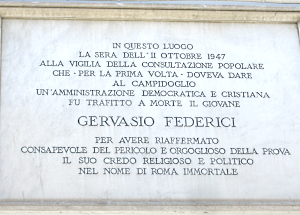 IN QUESTO LUOGO
LA SERA DELL'11 OTTOBRE 1947
ALLA VIGILIA DELLA CONSULTAZIONE POPOLARE
CHE - PER LA PRIMA VOLTA - DOVEVA DARE
AL CAMPIDOGLIO
UN'AMMINISTRAZIONE DEMOCRATICA E CRISTIANA
FU TRAFITTO A MORTE IL GIOVANE
GERVASIO FEDERICI
PER AVERE RIAFFERMATO
CONSAPEVOLE DEL PERICOLO E ORGOGLIOSO DELLA PROVA
IL SUO CREDO RELIGIOSO E POLITICO
NEL NOME DI ROMA IMMORTALE